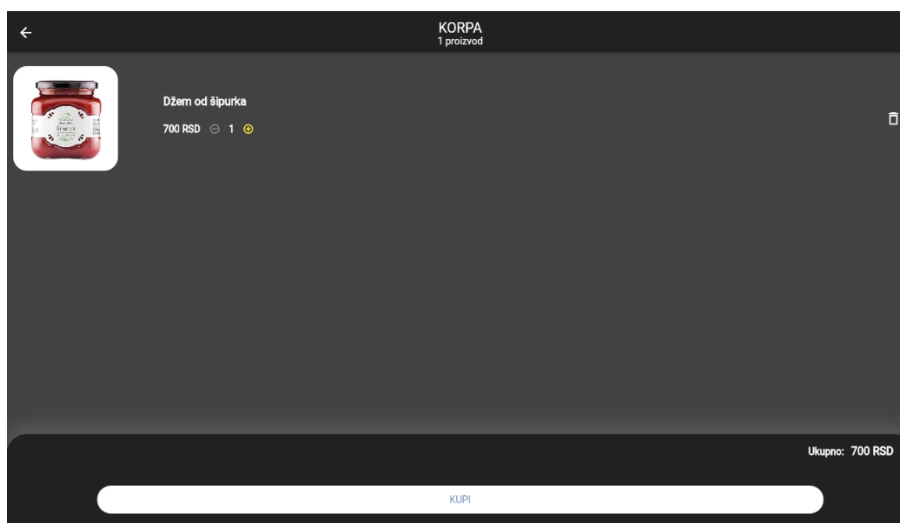 KORPA
1 proizvod
Džem od šipurka
700 RSD 1
Ukupno: 700 RSD
KUPI